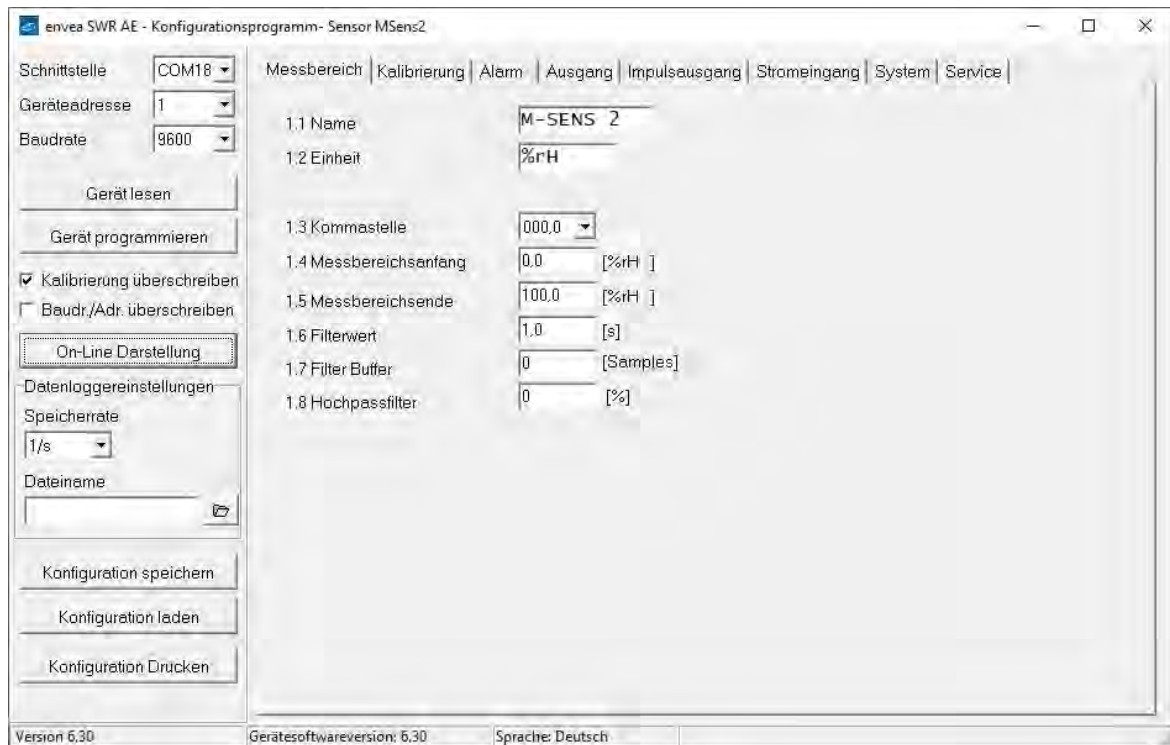 envea SWR AE - Konfigurationsprogramm- Sensor MSens2
Schnittstelle COM18
Geräteadresse 1
Baudrate 9600
Gerät lesen
Gerät programmieren
Kalibrierung überschreiben
Baudr./Adr. überschreiben
On-Line Darstellung
Datenloggereinstellungen
Speicherrate
1/s
Dateiname
Konfiguration speichern
Konfiguration laden
Konfiguration Drucken
Messbereich Kalibrierung Alarm Ausgang Impulsausgang Stromeingang System Service
1.1 Name M-SENS 2
1.2 Einheit %rH
1.3 Kommastelle 000,0
1.4 Messbereichsanfang 0,0 [%rH ]
1.5 Messbereichsende 100,0 [%rH ]
1.6 Filterwert 1,0 [s]
1.7 Filter Buffer 0 [Samples]
1.8 Hochpassfilter 0 [%]
Version 6,30 Gerätesoftwareversion: 6,30 Sprache: Deutsch